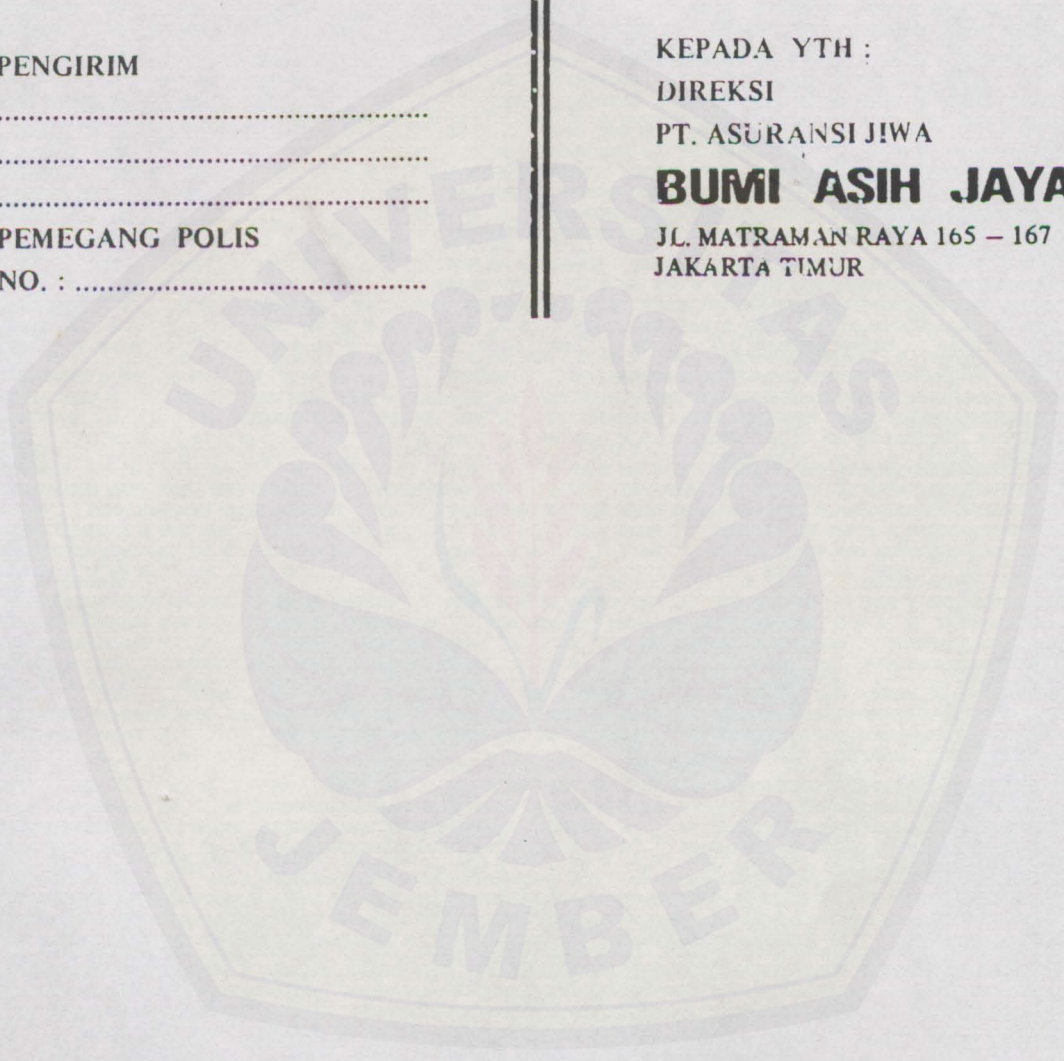 PENGIRIM
................................................
................................................
................................................
PEMEGANG POLIS
NO. : ..........................................
KEPADA YTH :
DIREKSI
PT. ASURANSI JIWA
BUMI ASIH JAYA
JL. MATRAMAN RAYA 165 – 167
JAKARTA TIMUR
UNIVERSITAS
JEMBER